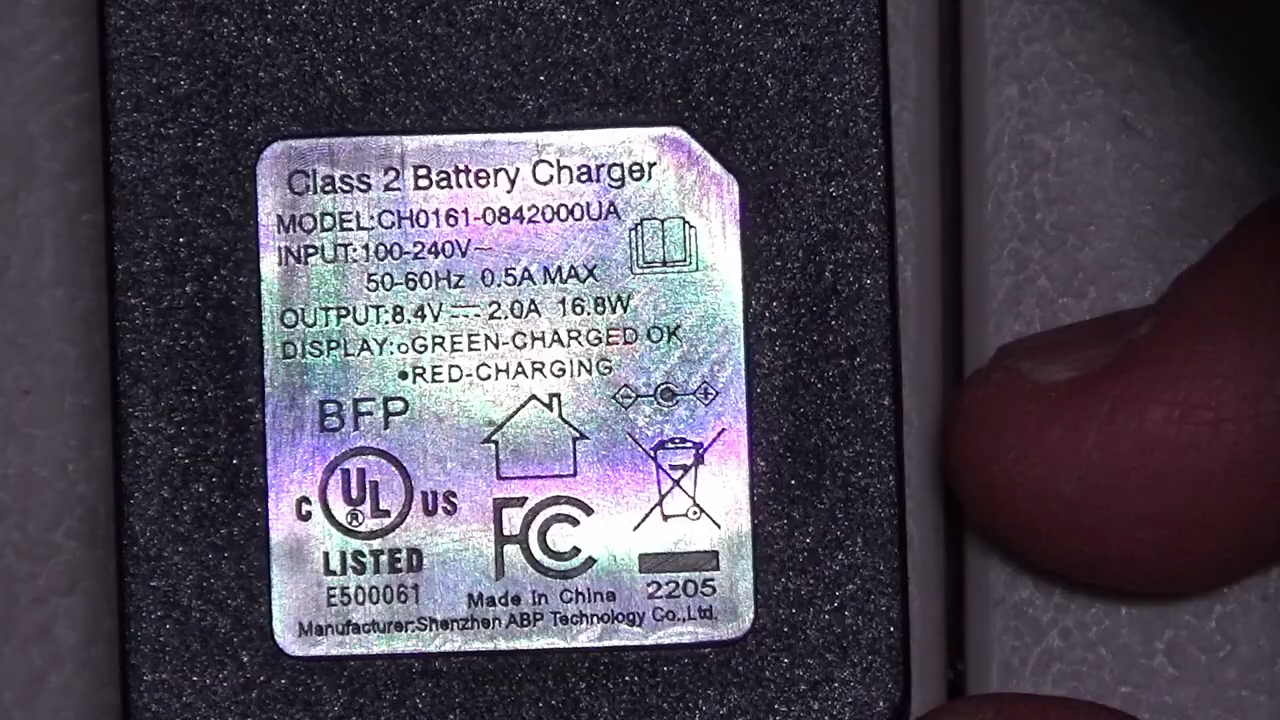 Class 2 Battery Charger
MODEL:CH0161-0842000UA
INPUT:100-240V~
50-60Hz 0.5A MAX
OUTPUT:8.4V⎓2.0A 16.8W
DISPLAY:○GREEN-CHARGED OK
●RED-CHARGING
BFP
C UL® US
LISTED
E500061
FC
Made In China
2205
Manufacturer:Shenzhen ABP Technology Co.,Ltd.